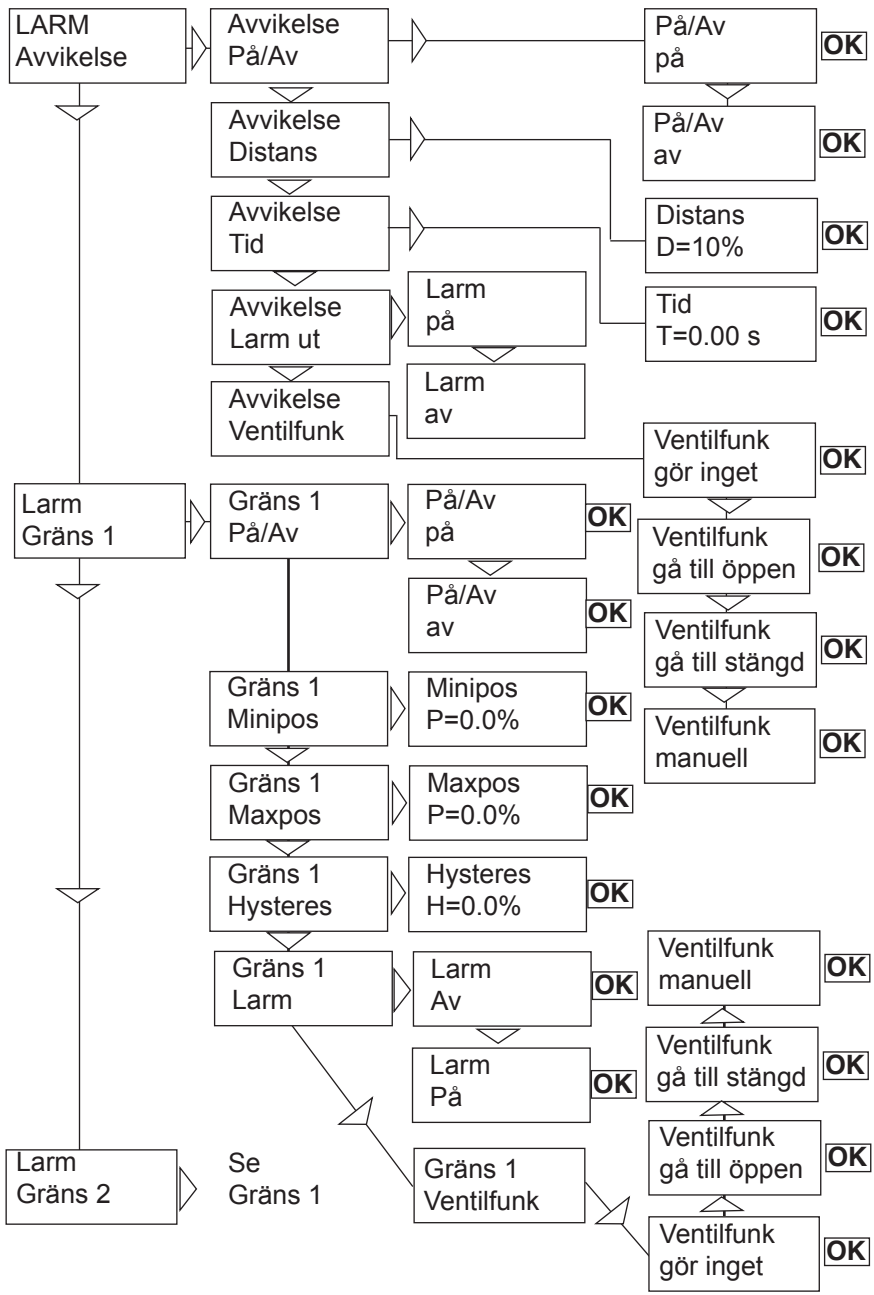 LARM
Avvikelse
Avvikelse
På/Av
På/Av
på
OK
På/Av
av
OK
Avvikelse
Distans
Distans
D=10%
OK
Avvikelse
Tid
Tid
T=0.00 s
OK
Avvikelse
Larm ut
Larm
på
Larm
av
Avvikelse
Ventilfunk
Ventilfunk
gör inget
OK
Ventilfunk
gå till öppen
OK
Ventilfunk
gå till stängd
OK
Ventilfunk
manuell
OK
Larm
Gräns 1
Gräns 1
På/Av
På/Av
på
OK
På/Av
av
OK
Gräns 1
Minipos
Minipos
P=0.0%
OK
Gräns 1
Maxpos
Maxpos
P=0.0%
OK
Gräns 1
Hysteres
Hysteres
H=0.0%
OK
Gräns 1
Larm
Larm
Av
OK
Larm
På
OK
Gräns 1
Ventilfunk
Ventilfunk
manuell
OK
Ventilfunk
gå till stängd
OK
Ventilfunk
gå till öppen
OK
Ventilfunk
gör inget
OK
Larm
Gräns 2
Se
Gräns 1